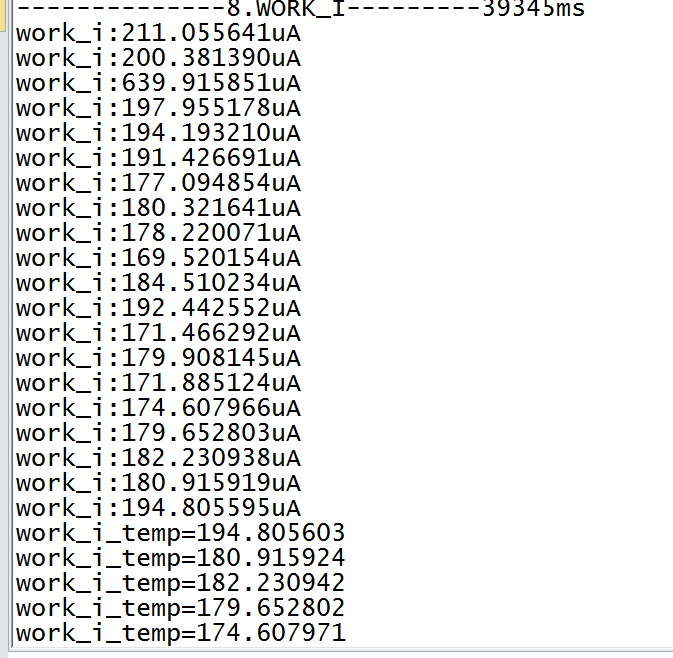 --------------8.WORK_I---------39345ms
work_i:211.055641uA
work_i:200.381390uA
work_i:639.915851uA
work_i:197.955178uA
work_i:194.193210uA
work_i:191.426691uA
work_i:177.094854uA
work_i:180.321641uA
work_i:178.220071uA
work_i:169.520154uA
work_i:184.510234uA
work_i:192.442552uA
work_i:171.466292uA
work_i:179.908145uA
work_i:171.885124uA
work_i:174.607966uA
work_i:179.652803uA
work_i:182.230938uA
work_i:180.915919uA
work_i:194.805595uA
work_i_temp=194.805603
work_i_temp=180.915924
work_i_temp=182.230942
work_i_temp=179.652802
work_i_temp=174.607971